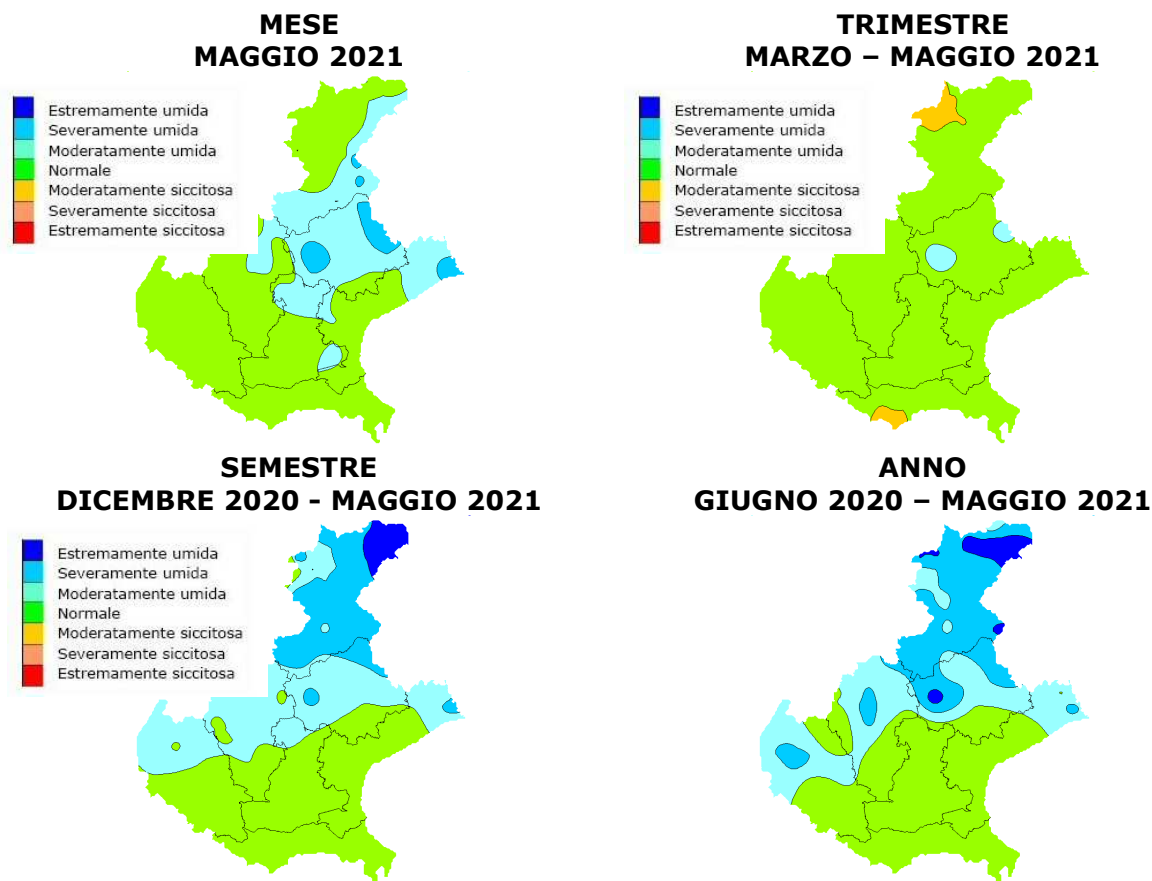 MESE
MAGGIO 2021
Estremamente umida
Severamente umida
Moderatamente umida
Normale
Moderatamente siccitosa
Severamente siccitosa
Estremamente siccitosa
TRIMESTRE
MARZO – MAGGIO 2021
Estremamente umida
Severamente umida
Moderatamente umida
Normale
Moderatamente siccitosa
Severamente siccitosa
Estremamente siccitosa
SEMESTRE
DICEMBRE 2020 - MAGGIO 2021
Estremamente umida
Severamente umida
Moderatamente umida
Normale
Moderatamente siccitosa
Severamente siccitosa
Estremamente siccitosa
ANNO
GIUGNO 2020 – MAGGIO 2021